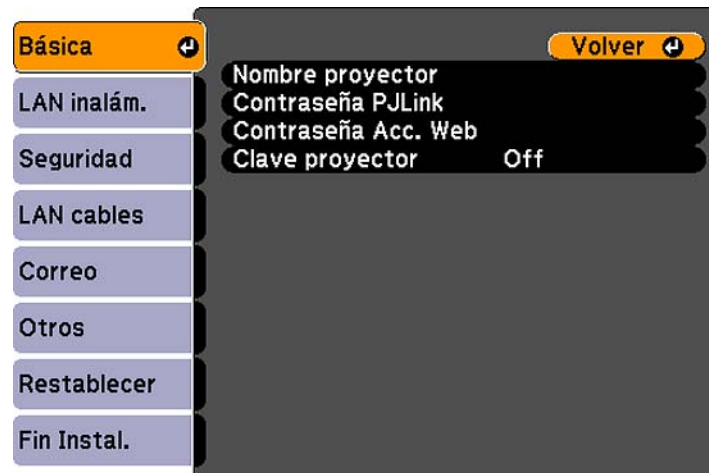 Básica
LAN inalám.
Seguridad
LAN cables
Correo
Otros
Restablecer
Fin Instal.
Volver
Nombre proyector
Contraseña PJLink
Contraseña Acc. Web
Clave proyector Off